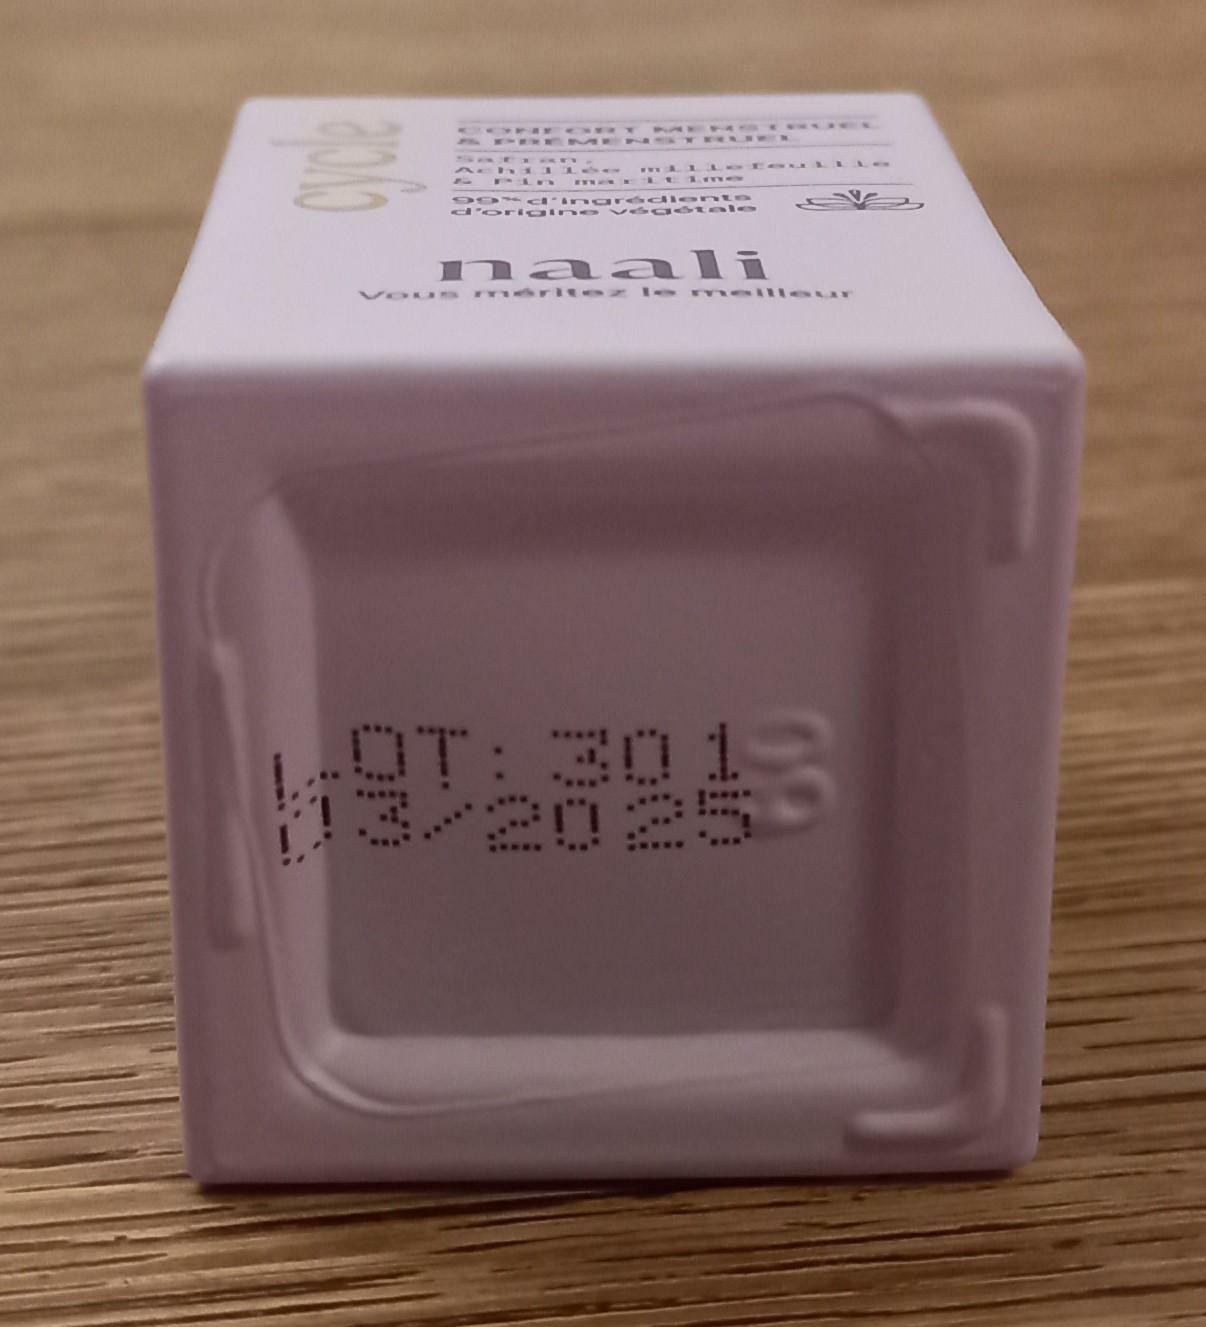 cycle
CONFORT MENSTRUEL
& PRÉMENSTRUEL
Safran,
Achillée millefeuille
& Pin maritime
99% d'ingrédients
d'origine végétale
naali
Vous méritez le meilleur
LOT: 301
03/2025